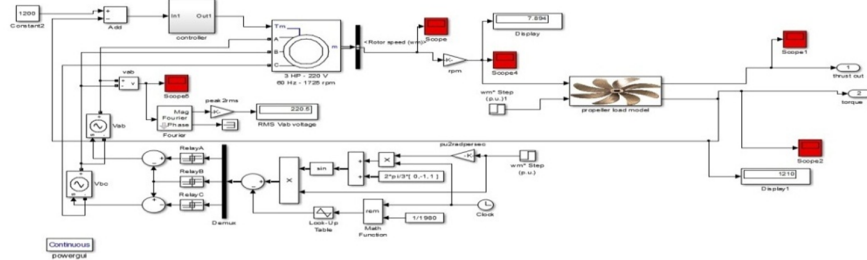 1200
Constant2
Add
In1 Out1
controller
Tm
A
B
C
m
3 HP - 220 V
60 Hz - 1725 rpm
<Rotor speed (wm)>
Scope
rpm
7.894
Display
Scope4
wm* Step
(p.u.)1
propeller load model
Scope1
1
thrust out
2
torque
Scope2
1210
Display1
vab
Scope5
Mag
Fourier
Phase
Fourier
peak2rms
220.5
RMS Vab voltage
Vab
Vbc
RelayA
RelayB
RelayC
Demux
X
sin
X
2*pi/3*[ 0,-1, 1 ]
pu2radpersec
wm* Step
(p.u.)
Look-Up
Table
rem
Math
Function
1/1980
Clock
Continuous
powergui